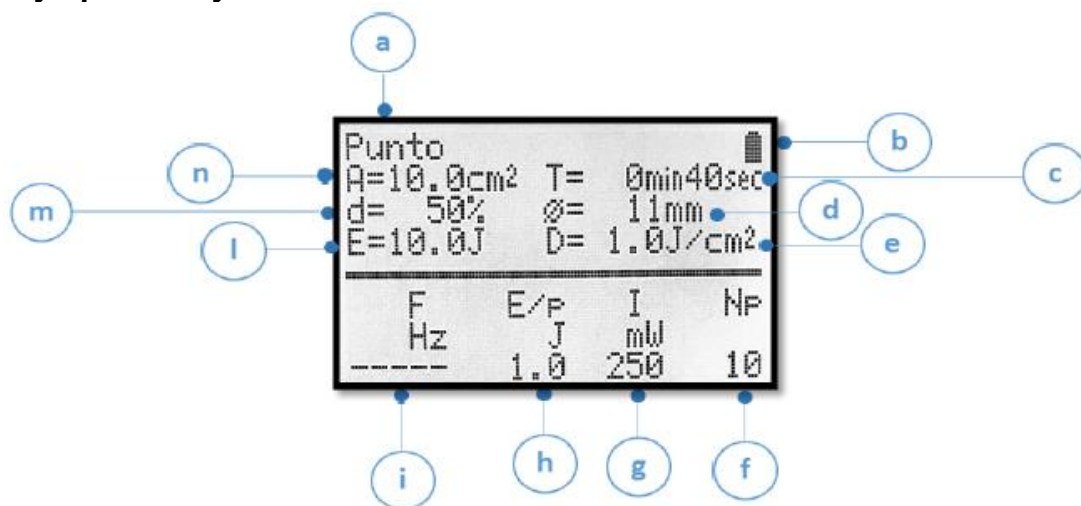 a
Punto
b
n
A=10.0cm² T= 0min40sec
c
m
d= 50% ø= 11mm
d
l
E=10.0J D= 1.0J/cm²
e
F E/p I Np
Hz J mW
----- 1.0 250 10
i
h
g
f